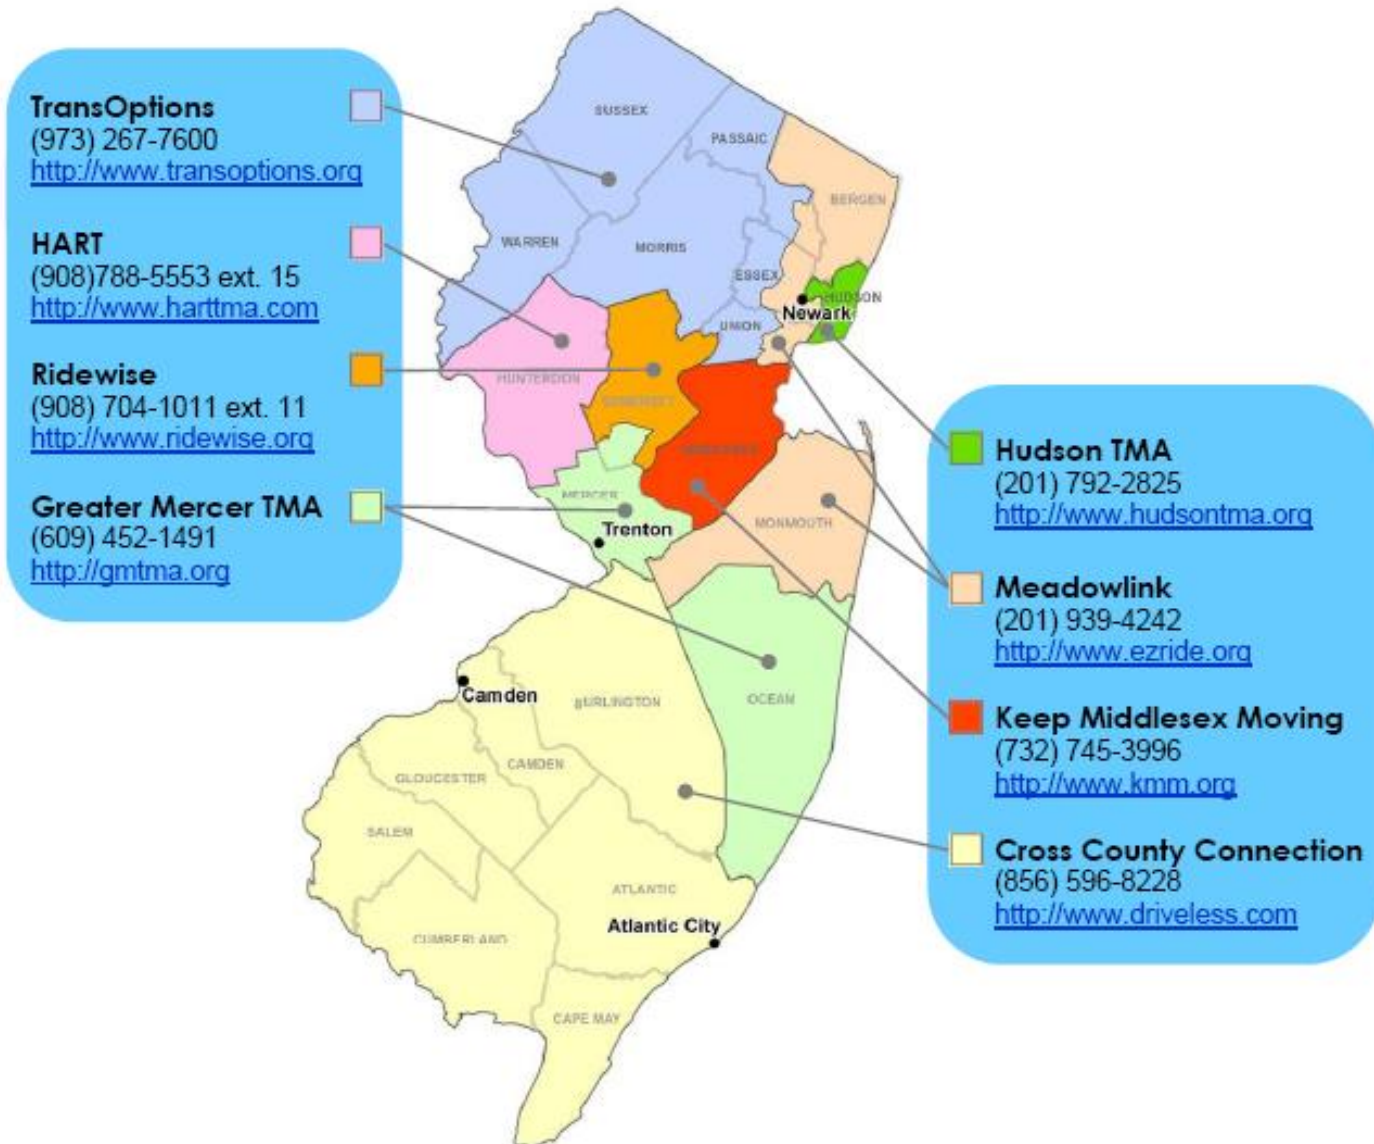 TransOptions
(973) 267-7600
http://www.transoptions.org
HART
(908)788-5553 ext. 15
http://www.harttma.com
Ridewise
(908) 704-1011 ext. 11
http://www.ridewise.org
Greater Mercer TMA
(609) 452-1491
http://gmtma.org
SUSSEX
PASSAIC
BERGEN
WARREN
MORRIS
ESSEX
HUDSON
Newark
UNION
HUNTERDON
SOMERSET
MIDDLESEX
MERCER
Trenton
MONMOUTH
Camden
BURLINGTON
OCEAN
CAMDEN
GLOUCESTER
SALEM
ATLANTIC
Atlantic City
CUMBERLAND
CAPE MAY
Hudson TMA
(201) 792-2825
http://www.hudsontma.org
Meadowlink
(201) 939-4242
http://www.ezride.org
Keep Middlesex Moving
(732) 745-3996
http://www.kmm.org
Cross County Connection
(856) 596-8228
http://www.driveless.com